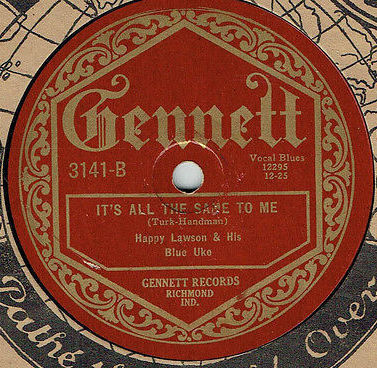 Gennett
3141-B
Vocal Blues
12295
12-25
IT'S ALL THE SAME TO ME
(Turk-Handman)
Happy Lawson & His
Blue Uke
GENNETT RECORDS
RICHMOND
IND.
Pathé
Over